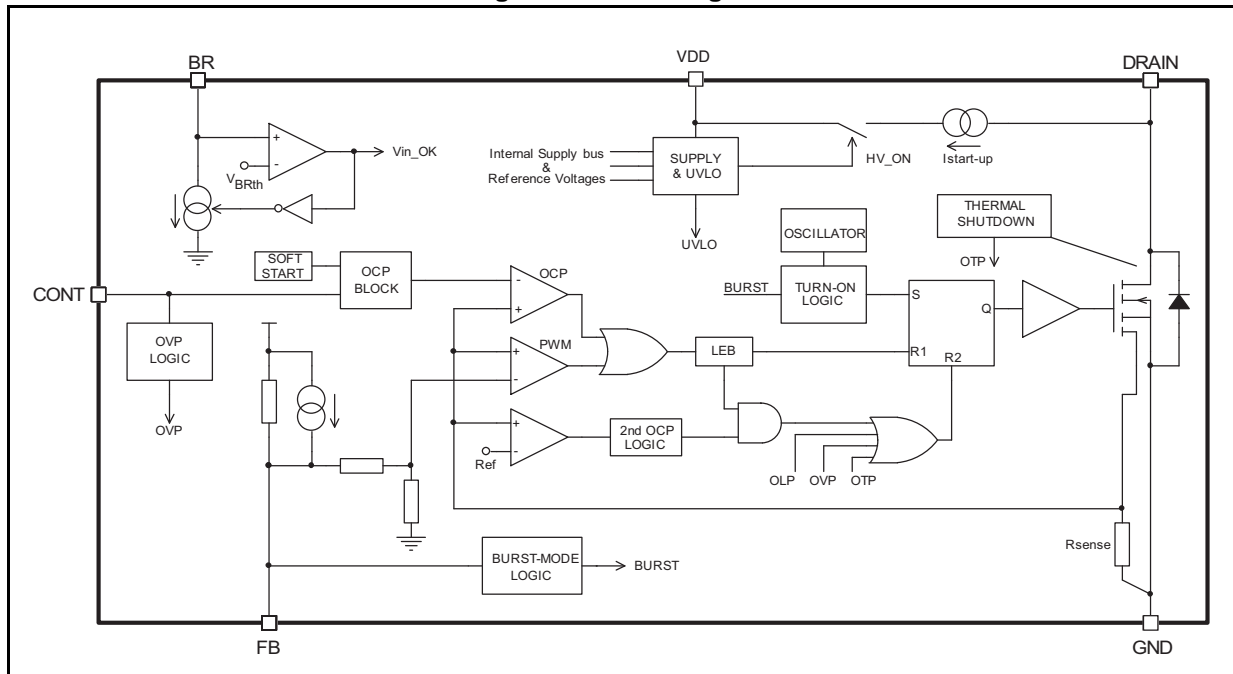 BR
VDD
DRAIN
+
-
Vin_OK
VBRth
Internal Supply bus
&
Reference Voltages
SUPPLY
& UVLO
HV_ON
Istart-up
UVLO
THERMAL
SHUTDOWN
OTP
OSCILLATOR
SOFT
START
OCP
BLOCK
OCP
-
+
BURST
TURN-ON
LOGIC
S
Q
R1
R2
CONT
OVP
LOGIC
OVP
PWM
+
-
LEB
+
-
Ref
2nd OCP
LOGIC
OLP
OVP
OTP
Rsense
BURST-MODE
LOGIC
BURST
FB
GND